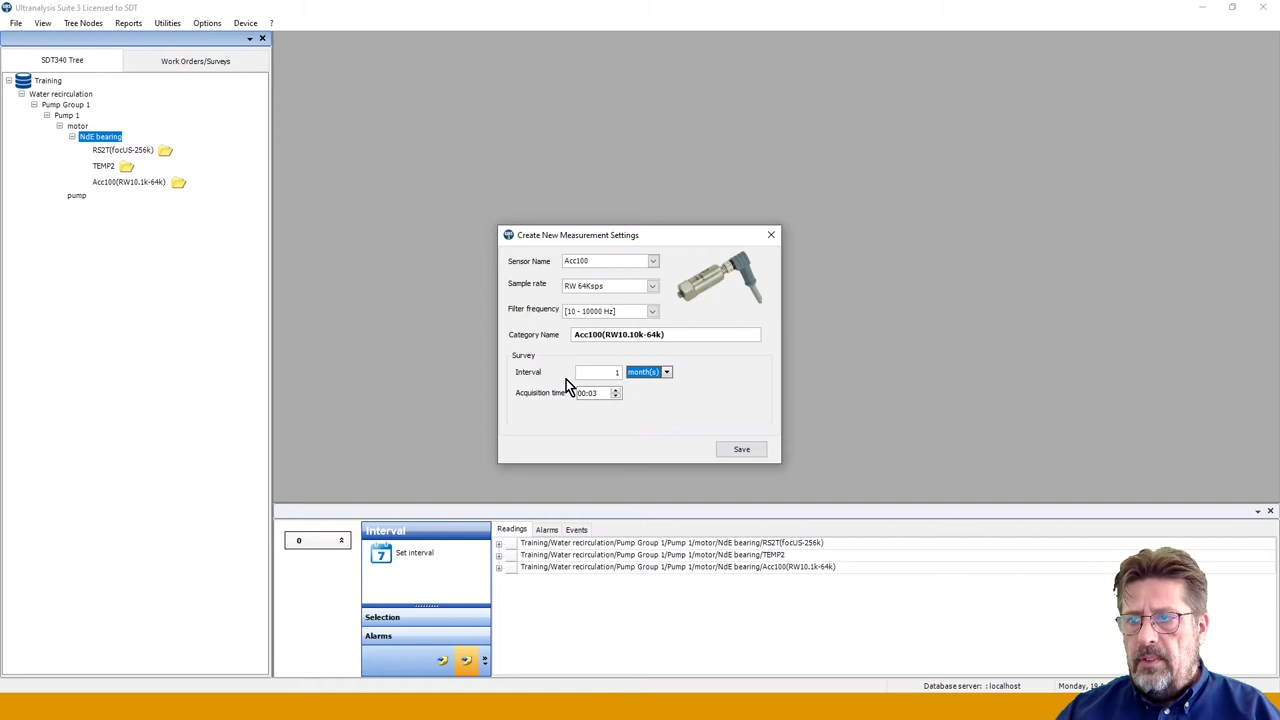 Ultranalysis Suite 3 Licensed to SDT
File View Tree Nodes Reports Utilities Options Device ?
SDT340 Tree Work Orders/Surveys
Training
Water recirculation
Pump Group 1
Pump 1
motor
NdE bearing
RS2T(focUS-256k)
TEMP2
Acc100(RW10.1k-64k)
pump
Create New Measurement Settings
Sensor Name Acc100
Sample rate RW 64Ksps
Filter frequency [10 - 10000 Hz]
Category Name Acc100(RW10.10k-64k)
Survey
Interval 1 month(s)
Acquisition time 00:03
Save
0
Interval
7 Set interval
Selection
Alarms
Readings Alarms Events
Training/Water recirculation/Pump Group 1/Pump 1/motor/NdE bearing/RS2T(focUS-256k)
Training/Water recirculation/Pump Group 1/Pump 1/motor/NdE bearing/TEMP2
Training/Water recirculation/Pump Group 1/Pump 1/motor/NdE bearing/Acc100(RW10.1k-64k)
Database server: : localhost Monday, 19